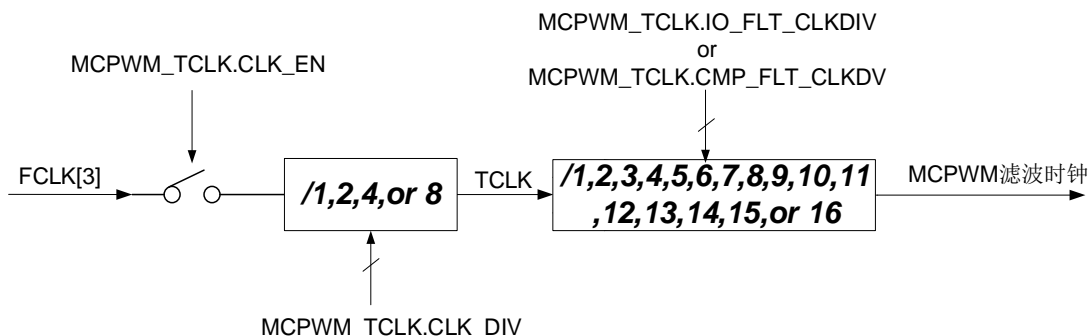 MCPWM_TCLK.IO_FLT_CLKDIV
or
MCPWM_TCLK.CMP_FLT_CLKDV
MCPWM_TCLK.CLK_EN
FCLK[3]
/1,2,4,or 8
TCLK
/1,2,3,4,5,6,7,8,9,10,11
,12,13,14,15,or 16
MCPWM滤波时钟
MCPWM_TCLK.CLK_DIV